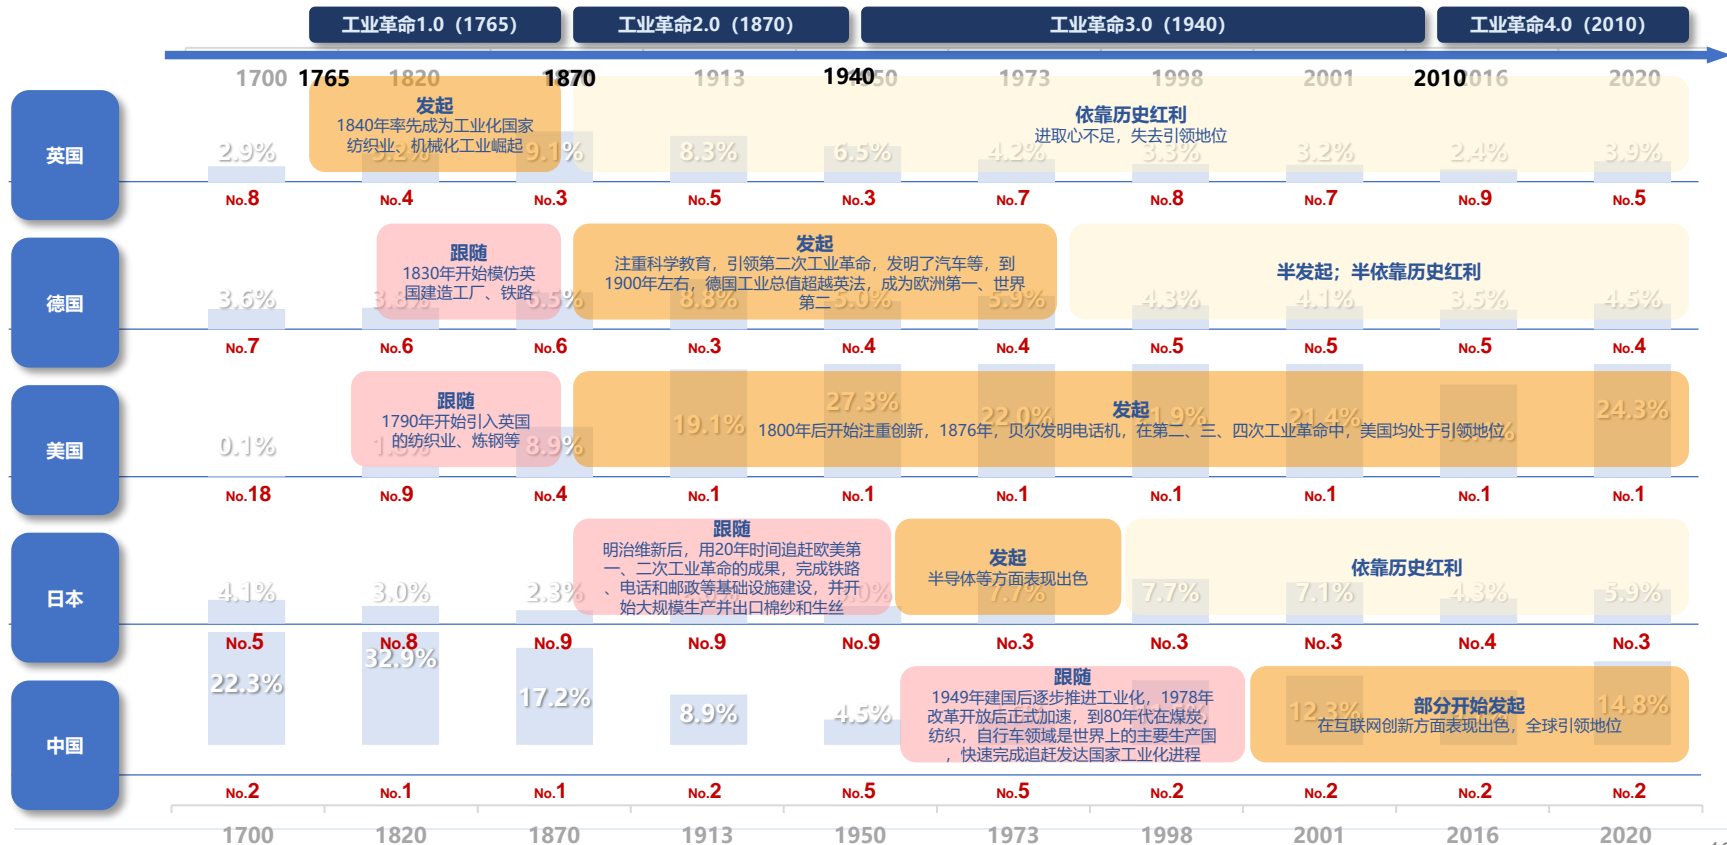 工业革命1.0（1765）
工业革命2.0（1870）
工业革命3.0（1940）
工业革命4.0（2010）
1700 1765 1820 1870 1913 1940 1973 1998 2001 2010 2016 2020
英国
发起
1840年率先成为工业化国家
纺织业、机械化工业崛起
依靠历史红利
进取心不足，失去引领地位
2.9% 3.2% 9.1% 8.3% 6.5% 4.2% 3.3% 3.2% 2.4% 3.9%
No.8 No.4 No.3 No.5 No.3 No.7 No.8 No.7 No.9 No.5
德国
跟随
1830年开始模仿英
国建造工厂、铁路
发起
注重科学教育，引领第二次工业革命，发明了汽车等，到
1900年左右，德国工业总值超越英法，成为欧洲第一、世界
第二
半发起；半依靠历史红利
3.6% 3.8% 6.5% 8.8% 5.0% 5.9% 4.3% 4.1% 3.5% 4.5%
No.7 No.6 No.6 No.3 No.4 No.4 No.5 No.5 No.5 No.4
美国
跟随
1790年开始引入英国
的纺织业、炼钢等
发起
1800年后开始注重创新，1876年，贝尔发明电话机，在第二、三、四次工业革命中，美国均处于引领地位
0.1% 1.8% 8.9% 19.1% 27.3% 22.0% 21.4% 24.3%
No.18 No.9 No.4 No.1 No.1 No.1 No.1 No.1 No.1 No.1
日本
跟随
明治维新后，用20年时间追赶欧美第
一、二次工业革命的成果，完成铁路
、电话和邮政等基础设施建设，并开
始大规模生产并出口棉纱和生丝
发起
半导体等方面表现出色
依靠历史红利
4.1% 3.0% 2.3% 7.7% 7.7% 7.1% 4.3% 5.9%
No.5 No.8 No.9 No.9 No.9 No.3 No.3 No.3 No.4 No.3
中国
跟随
1949年建国后逐步推进工业化，1978年
改革开放后正式加速，到80年代在煤炭，
纺织，自行车领域是世界上的主要生产国
，快速完成追赶发达国家工业化进程
部分开始发起
在互联网创新方面表现出色，全球引领地位
22.3% 32.9% 17.2% 8.9% 4.5% 12.3% 14.8%
No.2 No.1 No.1 No.2 No.5 No.5 No.2 No.2 No.2 No.2
1700 1820 1870 1913 1950 1973 1998 2001 2016 2020